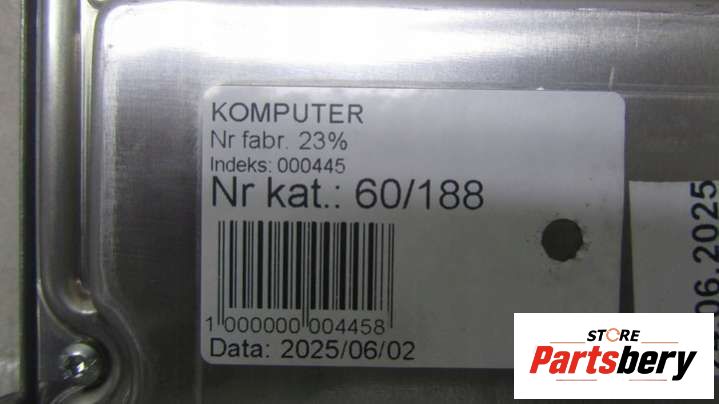 KOMPUTER
Nr fabr. 23%
Indeks: 000445
Nr kat.: 60/188
1 000000 004458
Data: 2025/06/02
06.2025
STORE
Partsbery